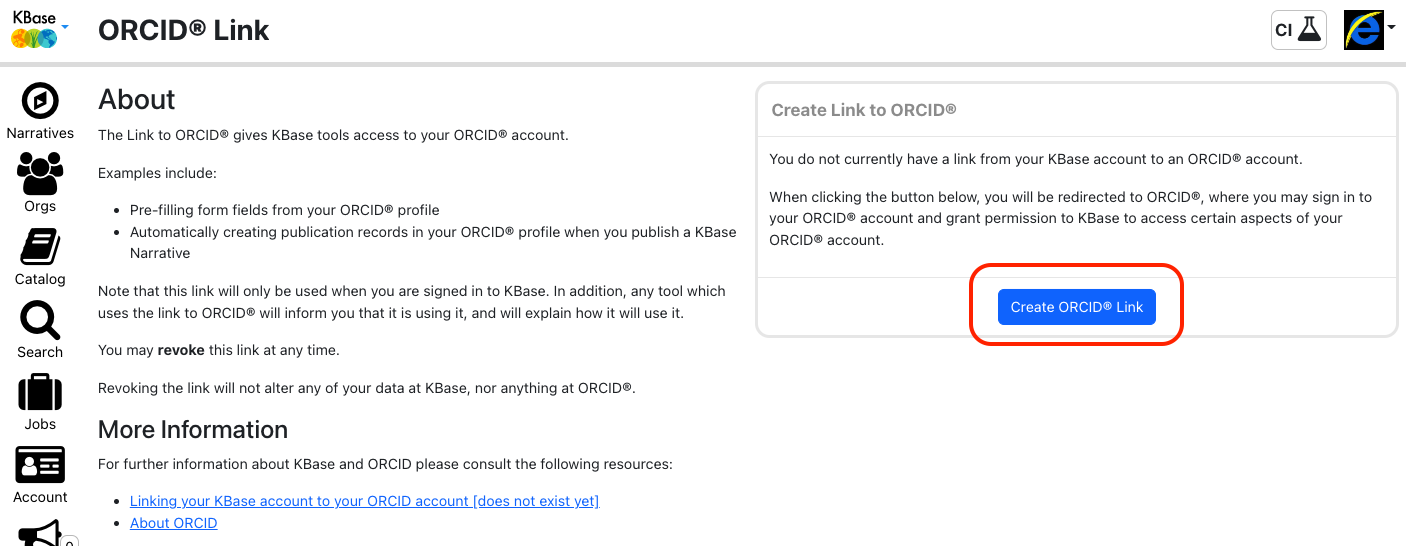 KBase
ORCID® Link
CI
Narratives
Orgs
Catalog
Search
Jobs
Account
About
The Link to ORCID® gives KBase tools access to your ORCID® account.
Examples include:
Pre-filling form fields from your ORCID® profile
Automatically creating publication records in your ORCID® profile when you publish a KBase
Narrative
Note that this link will only be used when you are signed in to KBase. In addition, any tool which
uses the link to ORCID® will inform you that it is using it, and will explain how it will use it.
You may revoke this link at any time.
Revoking the link will not alter any of your data at KBase, nor anything at ORCID®.
More Information
For further information about KBase and ORCID please consult the following resources:
Linking your KBase account to your ORCID account [does not exist yet]
About ORCID
Create Link to ORCID®
You do not currently have a link from your KBase account to an ORCID® account.
When clicking the button below, you will be redirected to ORCID®, where you may sign in to
your ORCID® account and grant permission to KBase to access certain aspects of your
ORCID® account.
Create ORCID® Link